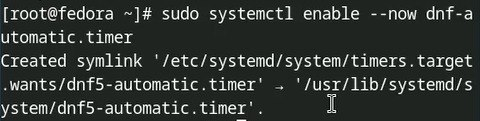 [root@fedora ~]# sudo systemctl enable --now dnf-a
utomatic.timer
Created symlink '/etc/systemd/system/timers.target
.wants/dnf5-automatic.timer' → '/usr/lib/systemd/s
ystem/dnf5-automatic.timer'.